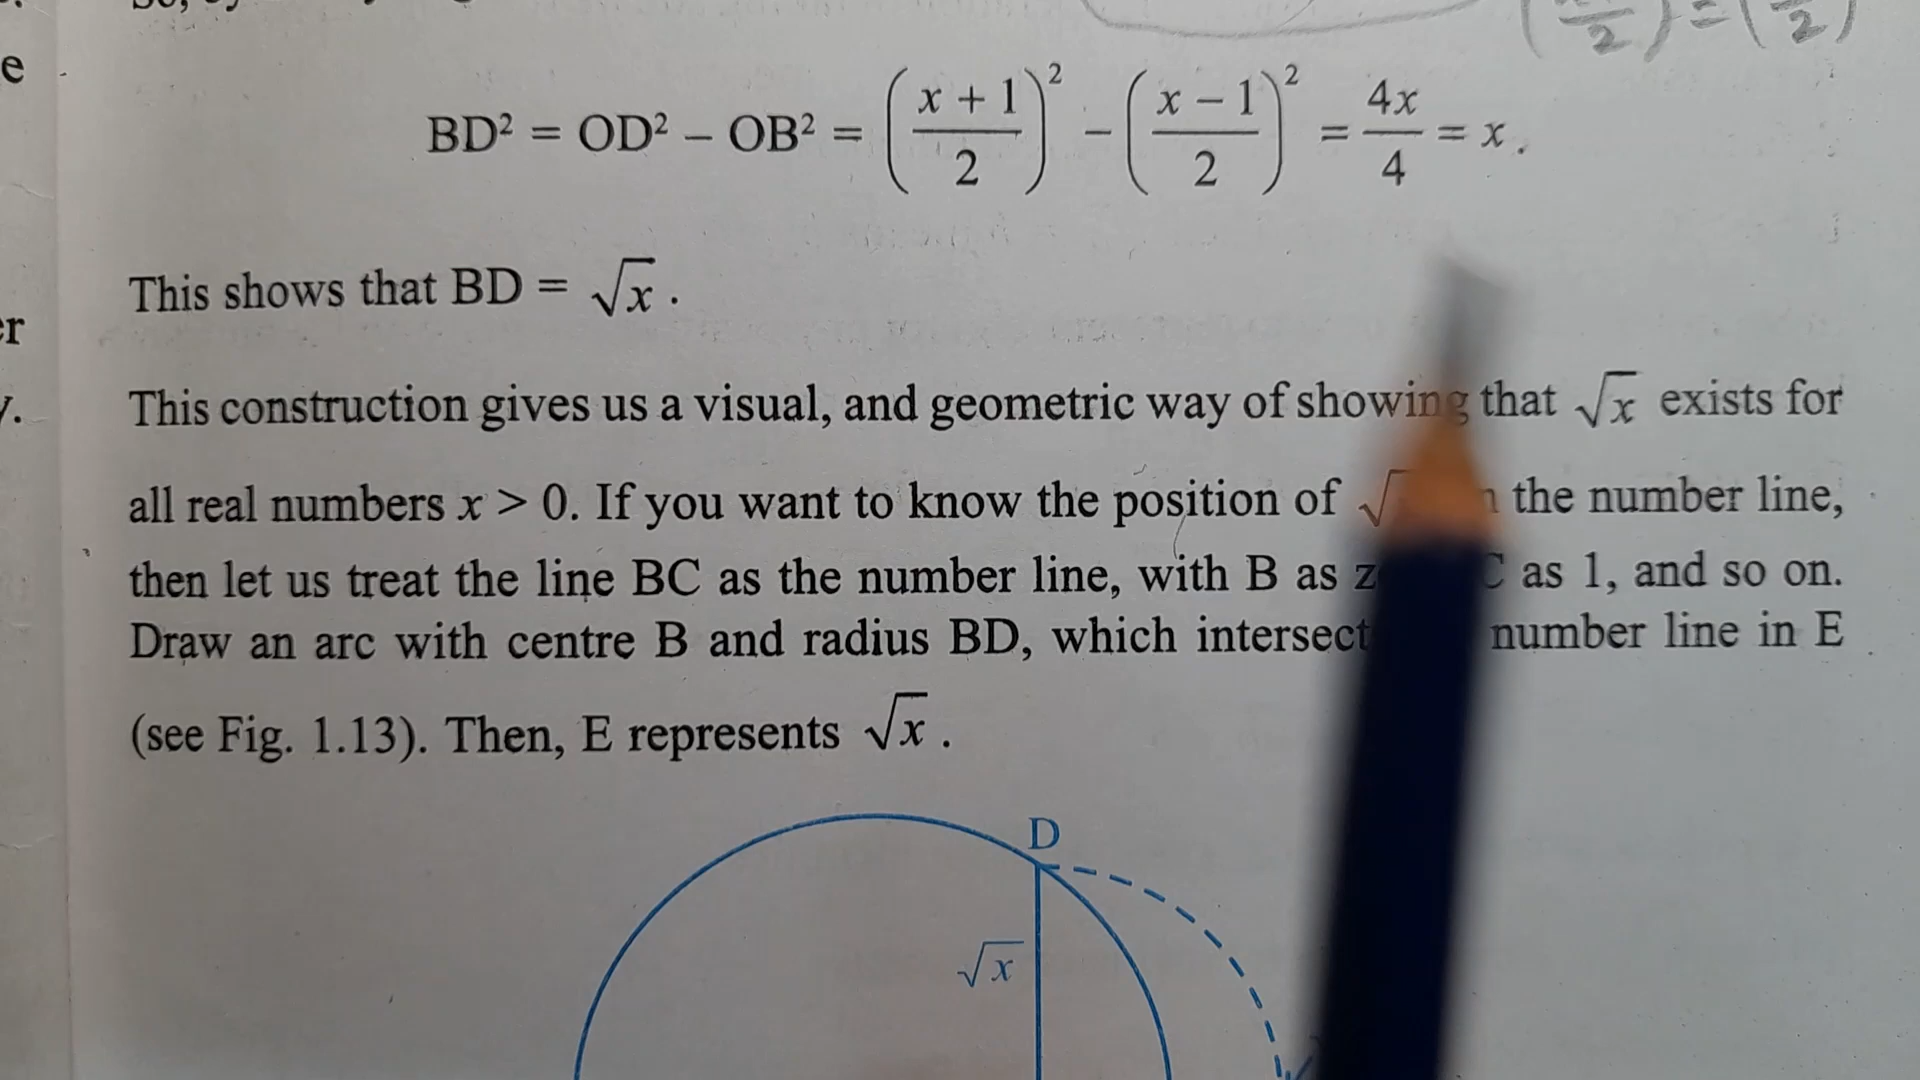 e
BD² = OD² – OB² = ((x + 1)/2)² – ((x – 1)/2)² = 4x/4 = x.
This shows that BD = √x.
er
This construction gives us a visual, and geometric way of showing that √x exists for
y.
all real numbers x > 0. If you want to know the position of √ the number line,
then let us treat the line BC as the number line, with B as C as 1, and so on.
Draw an arc with centre B and radius BD, which intersect number line in E
(see Fig. 1.13). Then, E represents √x.
D
√x